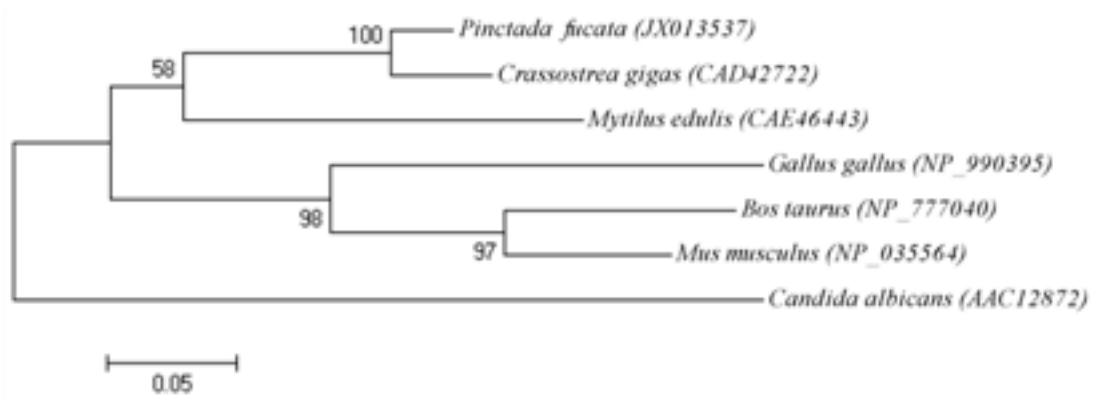 100
Pinctada fucata (JX013537)
58
Crassostrea gigas (CAD42722)
Mytilus edulis (CAE46443)
Gallus gallus (NP_990395)
98
Bos taurus (NP_777040)
97
Mus musculus (NP_035564)
Candida albicans (AAC12872)
0.05